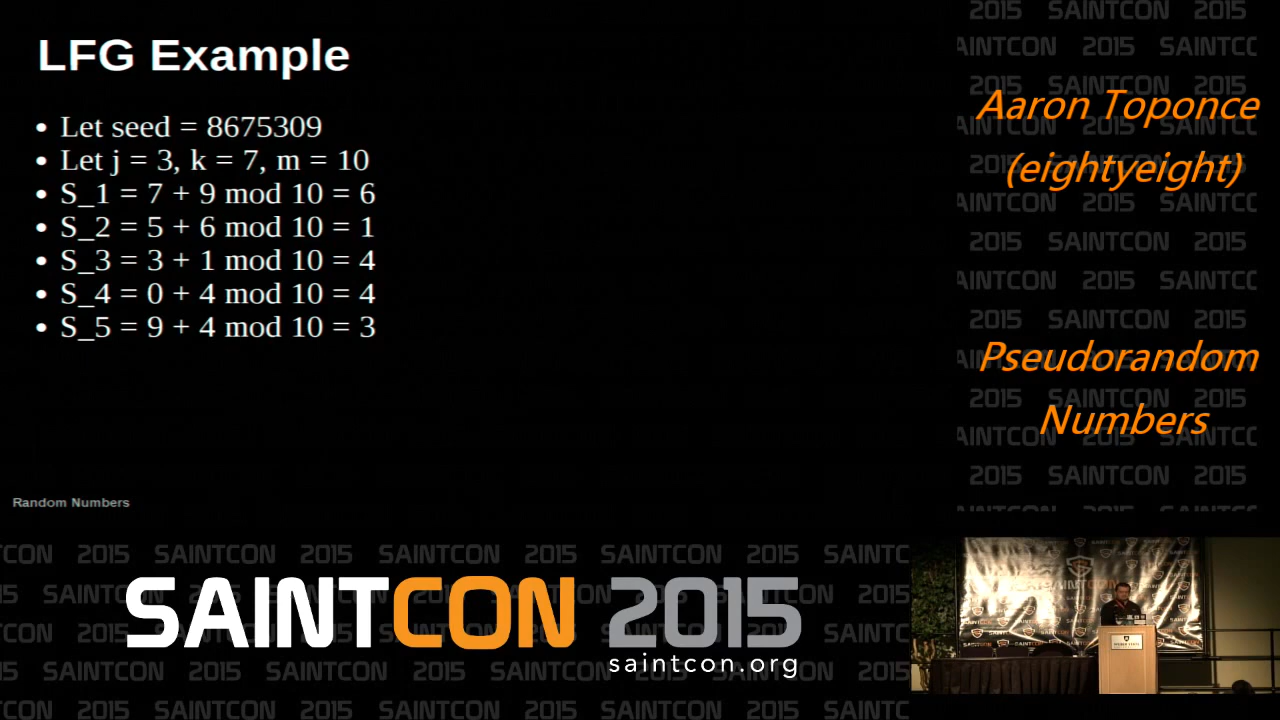 LFG Example
• Let seed = 8675309
• Let j = 3, k = 7, m = 10
• S_1 = 7 + 9 mod 10 = 6
• S_2 = 5 + 6 mod 10 = 1
• S_3 = 3 + 1 mod 10 = 4
• S_4 = 0 + 4 mod 10 = 4
• S_5 = 9 + 4 mod 10 = 3
Random Numbers
Aaron Toponce
(eightyeight)
Pseudorandom
Numbers
SAINTCON 2015
saintcon.org